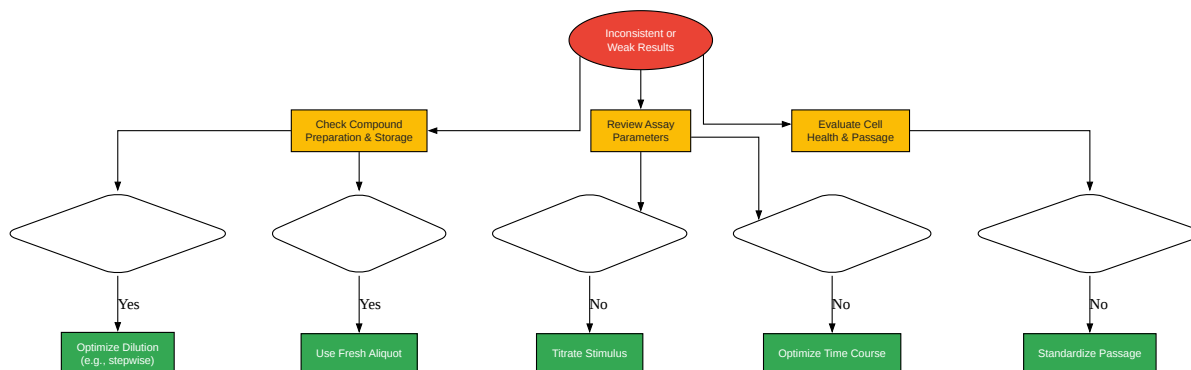 Inconsistent or
Weak Results
Check Compound
Preparation & Storage
Review Assay
Parameters
Evaluate Cell
Health & Passage
Yes
Yes
No
No
No
Optimize Dilution
(e.g., stepwise)
Use Fresh Aliquot
Titrate Stimulus
Optimize Time Course
Standardize Passage